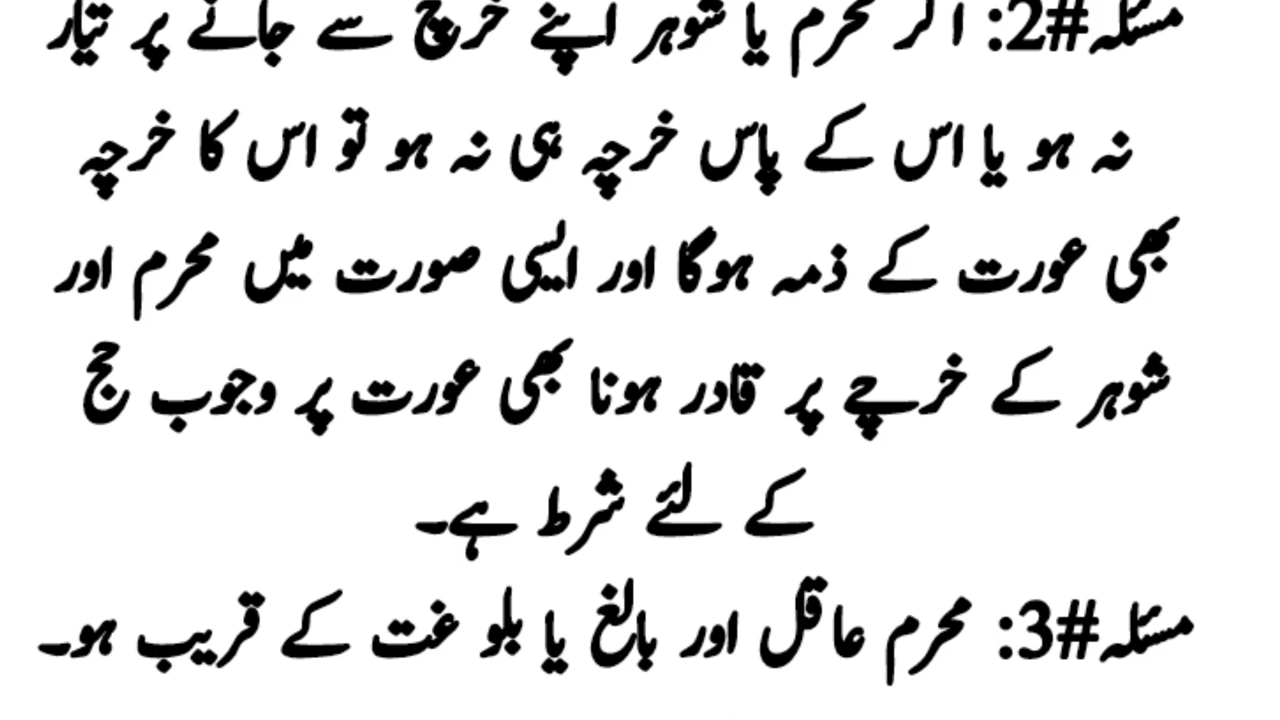 مسئلہ#2: اگر محرم یا شوہر اپنے خرچ سے جانے پر تیار
نہ ہو یا اس کے پاس خرچہ ہی نہ ہو تو اس کا خرچہ
بھی عورت کے ذمہ ہوگا اور ایسی صورت میں محرم اور
شوہر کے خرچے پر قادر ہونا بھی عورت پر وجوب حج
کے لئے شرط ہے۔
مسئلہ#3: محرم عاقل اور بالغ یا بلو غت کے قریب ہو۔